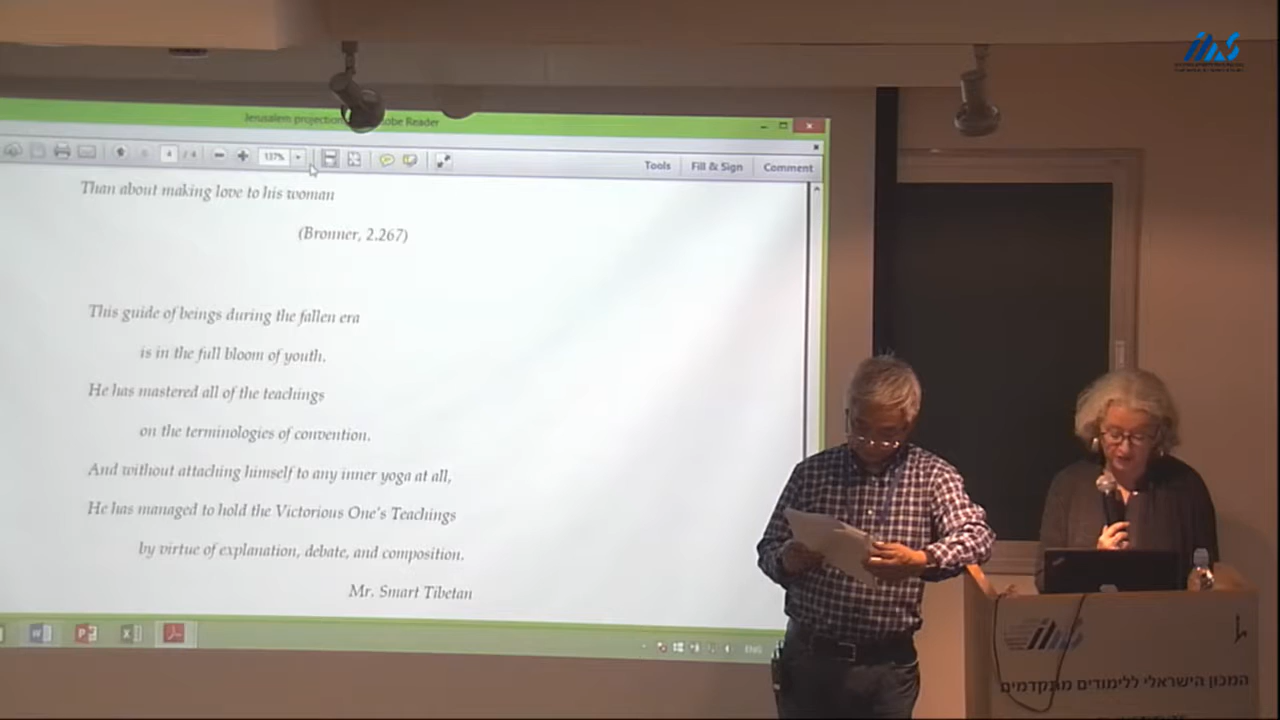 Jerusalem projection
obe Reader
4 / 4
137%
Tools
Fill & Sign
Comment
Than about making love to his woman
(Bronner, 2.267)
This guide of beings during the fallen era
is in the full bloom of youth.
He has mastered all of the teachings
on the terminologies of convention.
And without attaching himself to any inner yoga at all,
He has managed to hold the Victorious One's Teachings
by virtue of explanation, debate, and composition.
Mr. Smart Tibetan
ENG
המכון הישראלי ללימודים מתקדמים